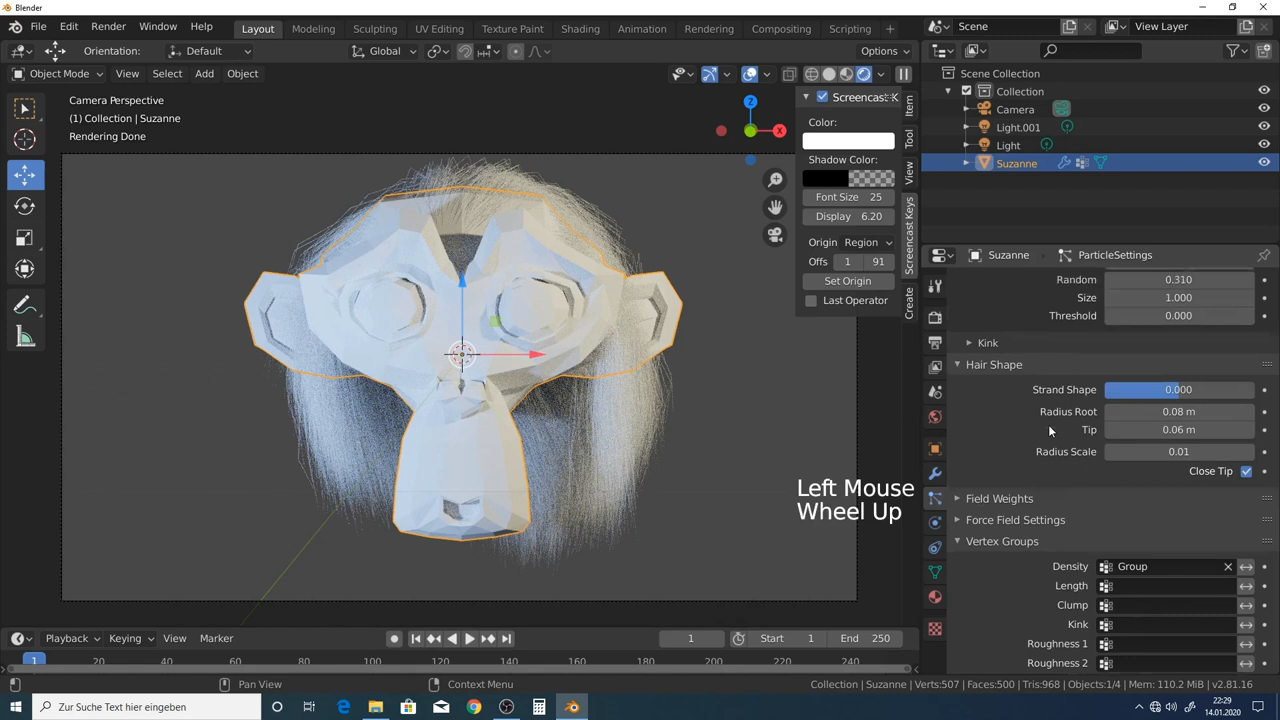 Blender
File Edit Render Window Help Layout Modeling Sculpting UV Editing Texture Paint Shading Animation Rendering Compositing Scripting + Scene View Layer
Orientation: Default Global Options
Object Mode View Select Add Object
Camera Perspective
(1) Collection | Suzanne
Rendering Done
Z
X
Screencast K
Color:
Shadow Color:
Font Size 25
Display 6.20
Origin Region
Offs 1 91
Set Origin
Last Operator
Item
Tool
View
Screencast Keys
Create
Scene Collection
Collection
Camera
Light.001
Light
Suzanne
Suzanne ParticleSettings
Random 0.310
Size 1.000
Threshold 0.000
Kink
Hair Shape
Strand Shape 0.000
Radius Root 0.08 m
Tip 0.06 m
Radius Scale 0.01
Close Tip
Field Weights
Force Field Settings
Vertex Groups
Density Group
Length
Clump
Kink
Roughness 1
Roughness 2
Left Mouse
Wheel Up
Playback Keying View Marker 1 Start 1 End 250
1 20 40 60 80 100 120 140 160 180 200 220 240
Pan View Context Menu Collection | Suzanne | Verts:507 | Faces:500 | Tris:968 | Objects:1/4 | Mem: 110.2 MiB | v2.81.16
Zur Suche Text hier eingeben
22:29
14.01.2020